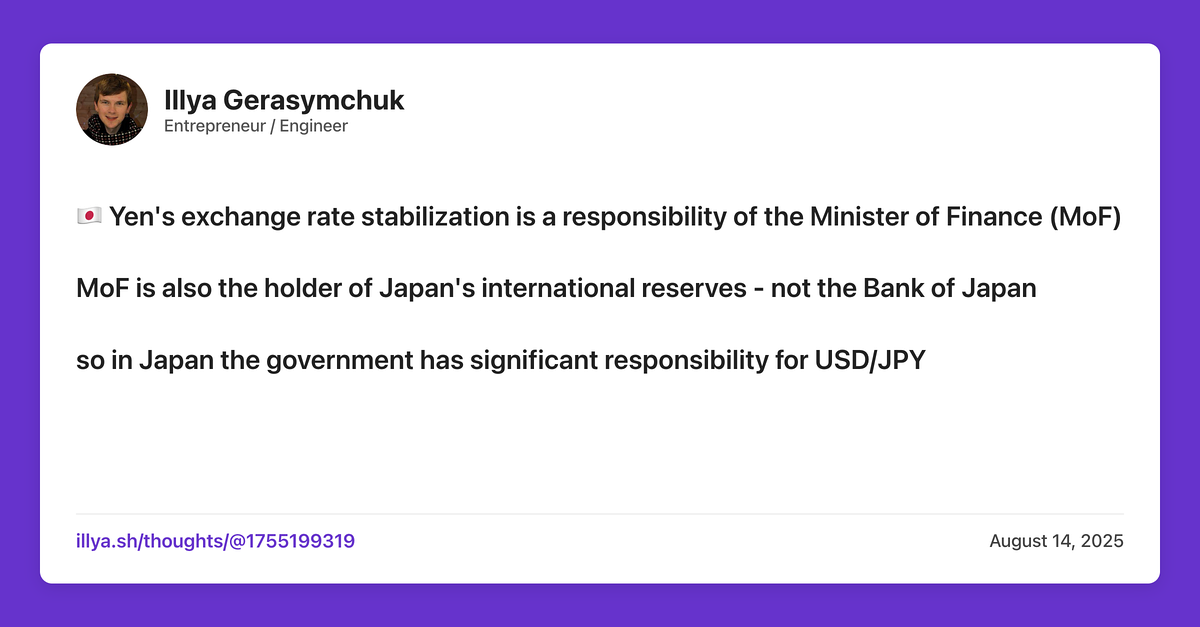 Illya Gerasymchuk
Entrepreneur / Engineer
🇯🇵 Yen's exchange rate stabilization is a responsibility of the Minister of Finance (MoF)
MoF is also the holder of Japan's international reserves - not the Bank of Japan
so in Japan the government has significant responsibility for USD/JPY
illya.sh/thoughts/@1755199319
August 14, 2025